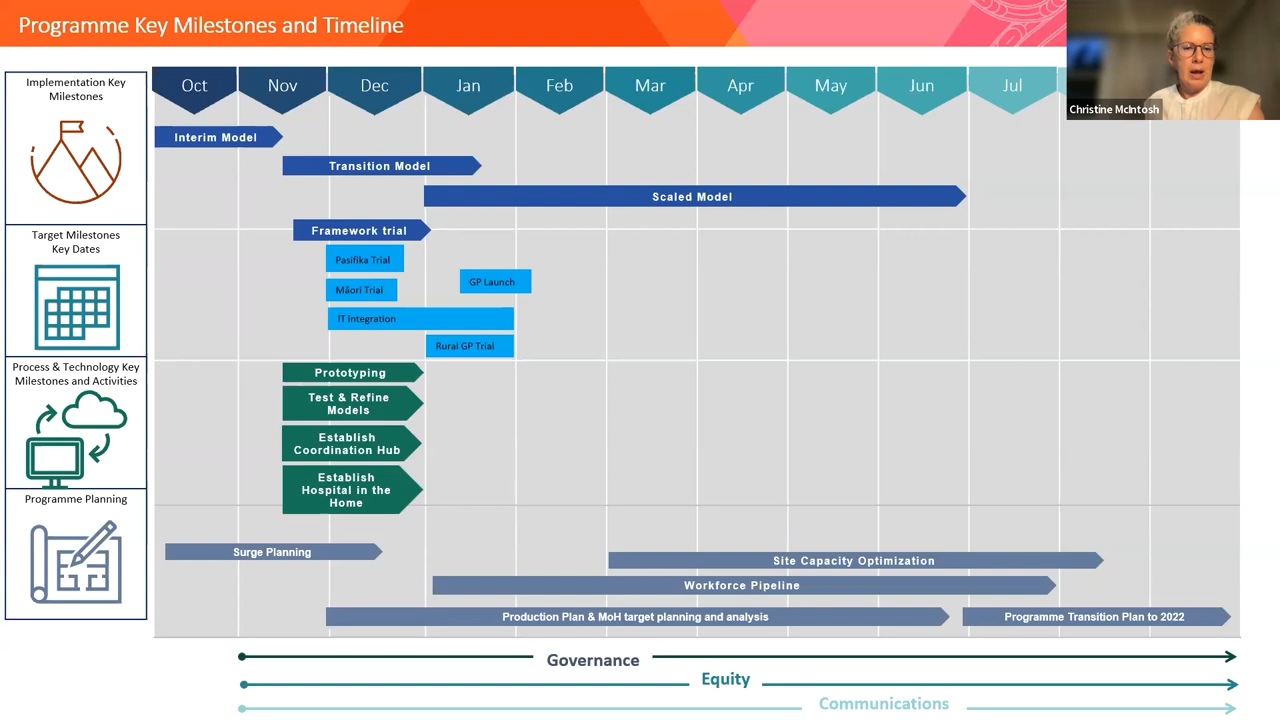 Programme Key Milestones and Timeline
Christine McIntosh
Oct
Nov
Dec
Jan
Feb
Mar
Apr
May
Jun
Jul
Implementation Key
Milestones
Interim Model
Transition Model
Scaled Model
Target Milestones
Key Dates
Framework trial
Pasifika Trial
GP Launch
Māori Trial
IT Integration
Rural GP Trial
Process & Technology Key
Milestones and Activities
Prototyping
Test & Refine
Models
Establish
Coordination Hub
Establish
Hospital in the
Home
Programme Planning
Surge Planning
Site Capacity Optimization
Workforce Pipeline
Production Plan & MoH target planning and analysis
Programme Transition Plan to 2022
Governance
Equity
Communications